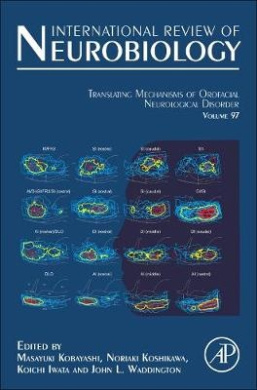 INTERNATIONAL REVIEW OF
NEUROBIOLOGY
TRANSLATING MECHANISMS OF OROFACIAL
NEUROLOGICAL DISORDER
VOLUME 97
EDITED BY
MASAYUKI KOBAYASHI, NORIAKI KOSHIKAWA,
KOICHI IWATA AND JOHN L. WADDINGTON
AP